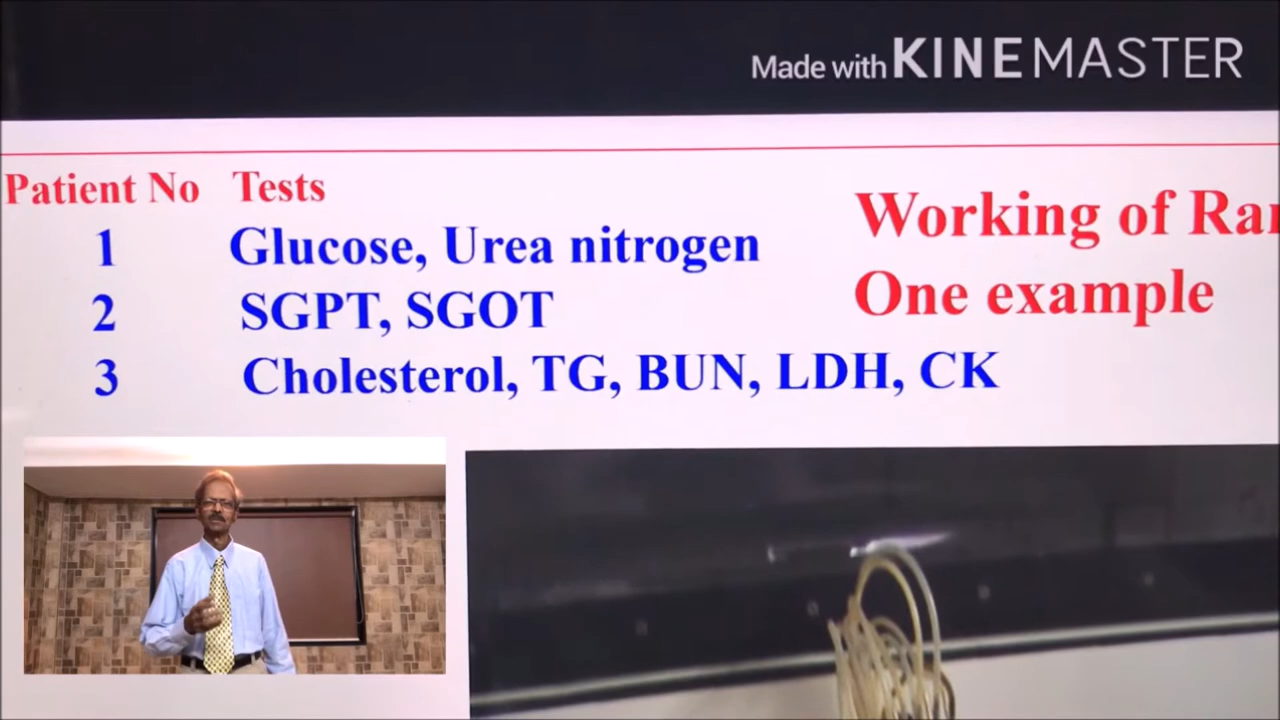 Made with KINEMASTER
Patient No Tests
1 Glucose, Urea nitrogen
2 SGPT, SGOT
3 Cholesterol, TG, BUN, LDH, CK
Working of
One example